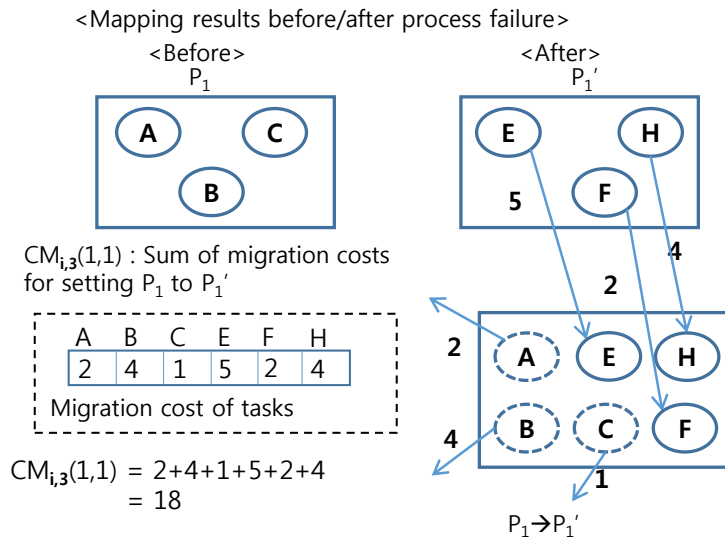 <Mapping results before/after process failure>
<Before>
P₁
A
C
B
<After>
P₁′
E
H
F
5
4
2
CMᵢ,₃(1,1) : Sum of migration costs
for setting P₁ to P₁′
A B C E F H
2 4 1 5 2 4
Migration cost of tasks
CMᵢ,₃(1,1) = 2+4+1+5+2+4
= 18
2
A
E
H
4
B
C
F
1
P₁→P₁′